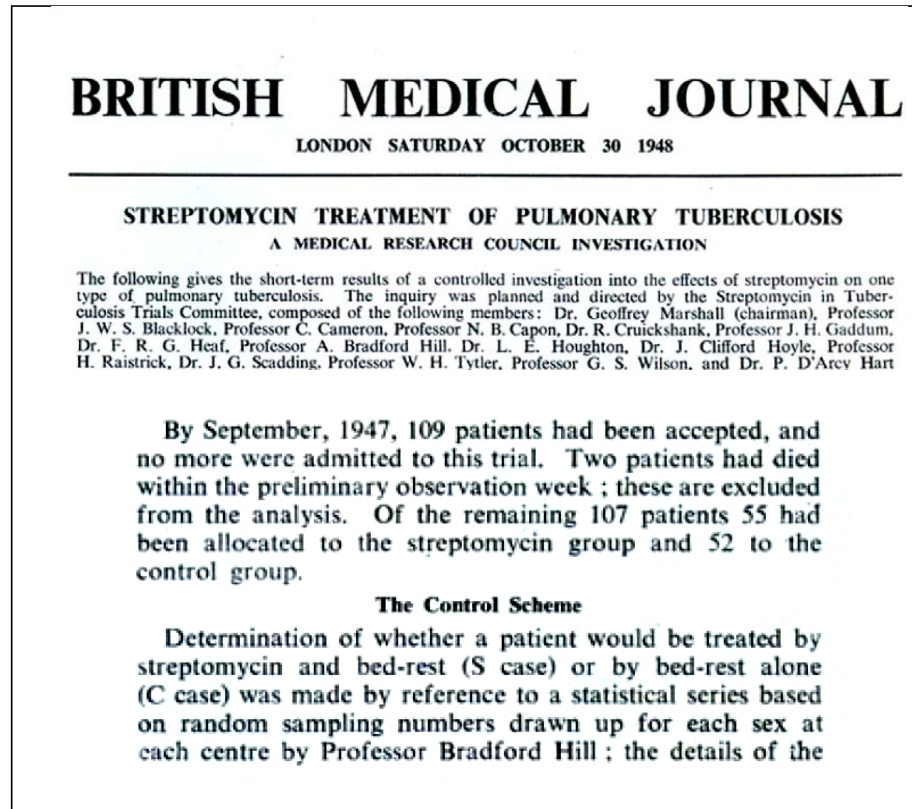 BRITISH MEDICAL JOURNAL
LONDON SATURDAY OCTOBER 30 1948
STREPTOMYCIN TREATMENT OF PULMONARY TUBERCULOSIS
A MEDICAL RESEARCH COUNCIL INVESTIGATION
The following gives the short-term results of a controlled investigation into the effects of streptomycin on one
type of pulmonary tuberculosis. The inquiry was planned and directed by the Streptomycin in Tuber-
culosis Trials Committee, composed of the following members: Dr. Geoffrey Marshall (chairman), Professor
J. W. S. Blacklock, Professor C. Cameron, Professor N. B. Capon, Dr. R. Cruickshank, Professor J. H. Gaddum,
Dr. F. R. G. Heaf, Professor A. Bradford Hill, Dr. L. E. Houghton, Dr. J. Clifford Hoyle, Professor
H. Raistrick, Dr. J. G. Scadding, Professor W. H. Tytler, Professor G. S. Wilson, and Dr. P. D'Arcy Hart
By September, 1947, 109 patients had been accepted, and
no more were admitted to this trial. Two patients had died
within the preliminary observation week ; these are excluded
from the analysis. Of the remaining 107 patients 55 had
been allocated to the streptomycin group and 52 to the
control group.
The Control Scheme
Determination of whether a patient would be treated by
streptomycin and bed-rest (S case) or by bed-rest alone
(C case) was made by reference to a statistical series based
on random sampling numbers drawn up for each sex at
each centre by Professor Bradford Hill ; the details of the